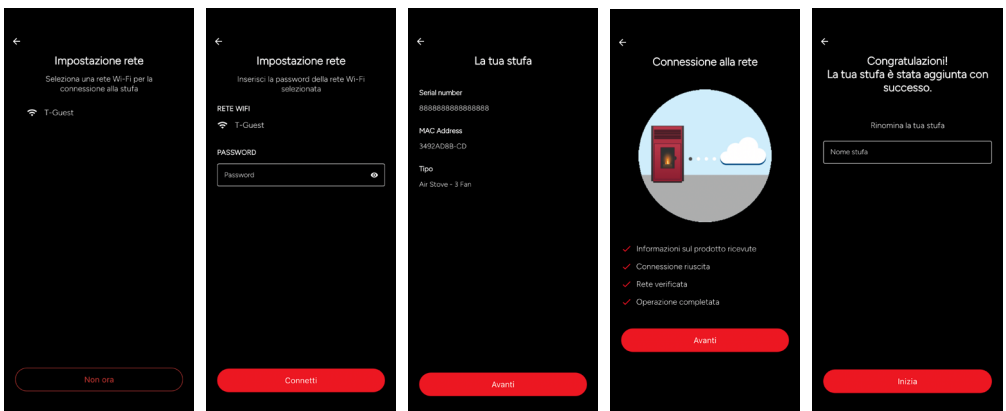 Impostazione rete
Seleziona una rete Wi-Fi per la
connessione alla stufa
T-Guest
Non ora
Impostazione rete
Inserisci la password della rete Wi-Fi
selezionata
RETE WIFI
T-Guest
PASSWORD
Password
Connetti
La tua stufa
Serial number
8888888888888888
MAC Address
3492AD8B-CD
Tipo
Air Stove - 3 Fan
Avanti
Connessione alla rete
Informazioni sul prodotto ricevute
Connessione riuscita
Rete verificata
Operazione completata
Avanti
Congratulazioni!
La tua stufa è stata aggiunta con
successo.
Rinomina la tua stufa
Nome stufa
Inizia